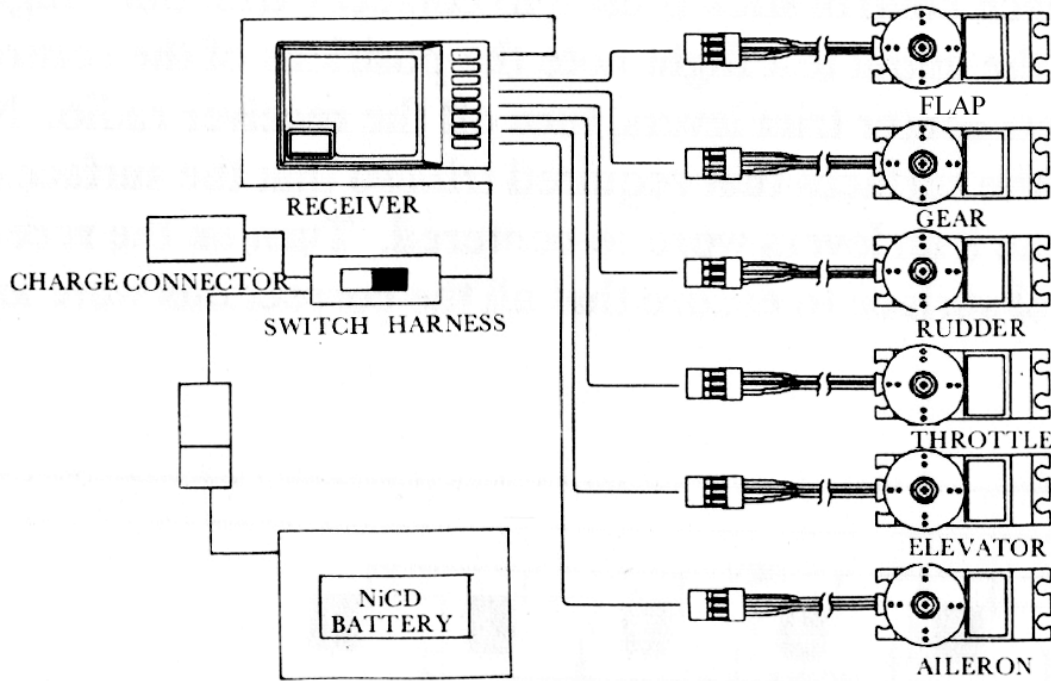 FLAP
RECEIVER
GEAR
CHARGE CONNECTOR
SWITCH HARNESS
RUDDER
THROTTLE
ELEVATOR
NiCD
BATTERY
AILERON